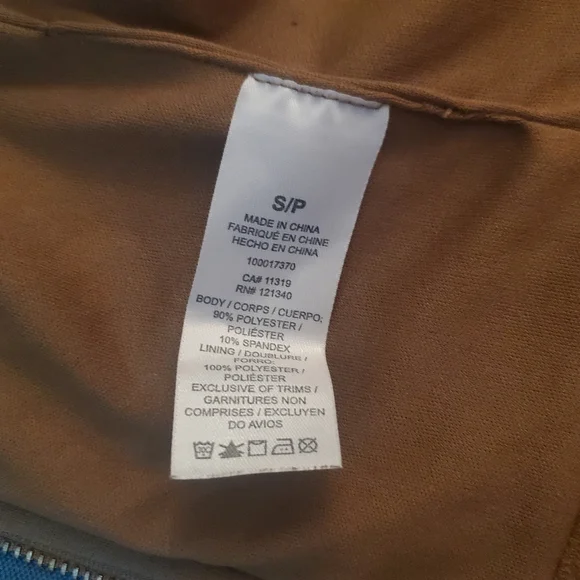 S/P
MADE IN CHINA
FABRIQUÉ EN CHINE
HECHO EN CHINA
100017370
CA# 11319
RN# 121340
BODY / CORPS / CUERPO:
90% POLYESTER /
POLIÉSTER
10% SPANDEX
LINING / DOUBLURE /
FORRO:
100% POLYESTER /
POLIÉSTER
EXCLUSIVE OF TRIMS /
GARNITURES NON
COMPRISES / EXCLUYEN
DO AVIOS
30C